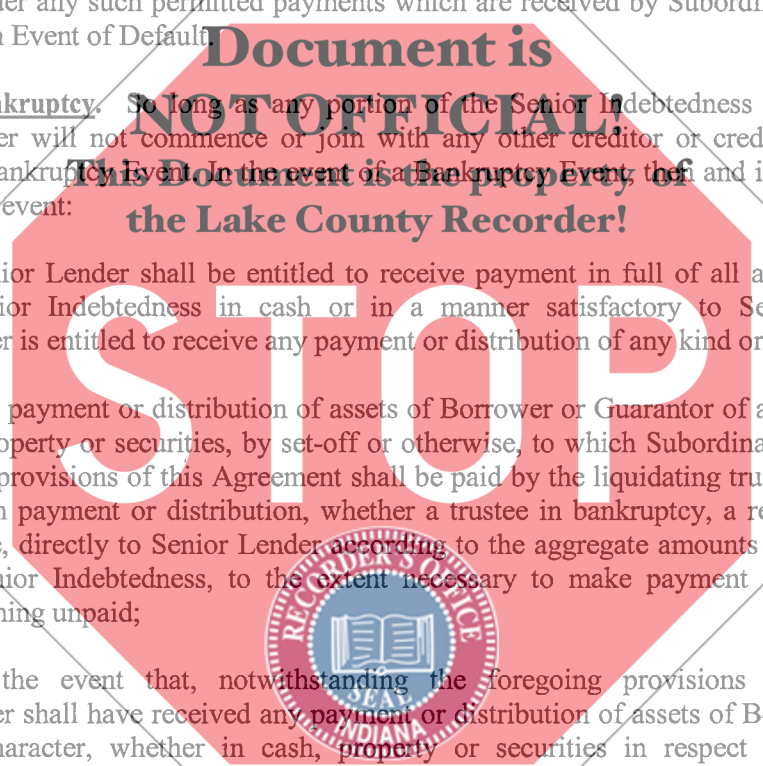 der any such permitted payments which are received by Subordin
n Event of Default.
Document is
nkruptcy. So long as any portion of the Senior Indebtedness
NOT OFFICIAL!
er will not commence or join with any other creditor or cred
This Document is the property of
ankruptcy Event. In the event of a Bankruptcy Event, then and i
event:
the Lake County Recorder!
nior Lender shall be entitled to receive payment in full of all a
nior Indebtedness in cash or in a manner satisfactory to Se
er is entitled to receive any payment or distribution of any kind or
STOP
payment or distribution of assets of Borrower or Guarantor of a
operty or securities, by set-off or otherwise, to which Subordina
provisions of this Agreement shall be paid by the liquidating tru
h payment or distribution, whether a trustee in bankruptcy, a re
e, directly to Senior Lender according to the aggregate amounts
nior Indebtedness, to the extent necessary to make payment
ning unpaid;
RECORDER'S OFFICE
SEAL
INDIANA
the event that, notwithstanding the foregoing provisions
er shall have received any payment or distribution of assets of B
haracter, whether in cash, property or securities in respect